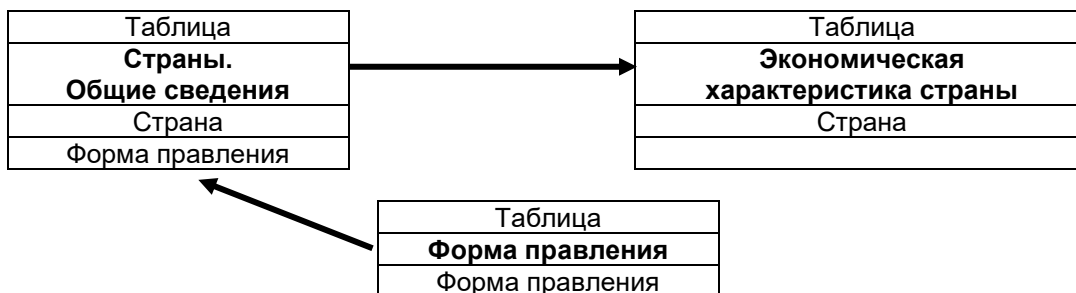 Таблица
Страны.
Общие сведения
Страна
Форма правления
Таблица
Экономическая
характеристика страны
Страна
Таблица
Форма правления
Форма правления